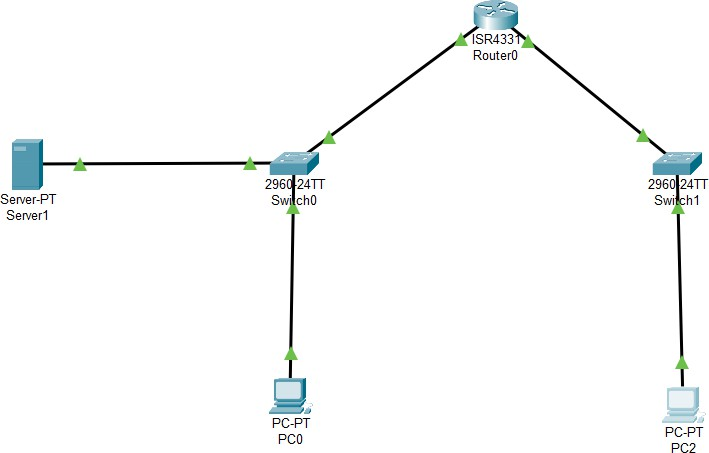 ISR4331
Router0
Server-PT
Server1
2960-24TT
Switch0
2960-24TT
Switch1
PC-PT
PC0
PC-PT
PC2